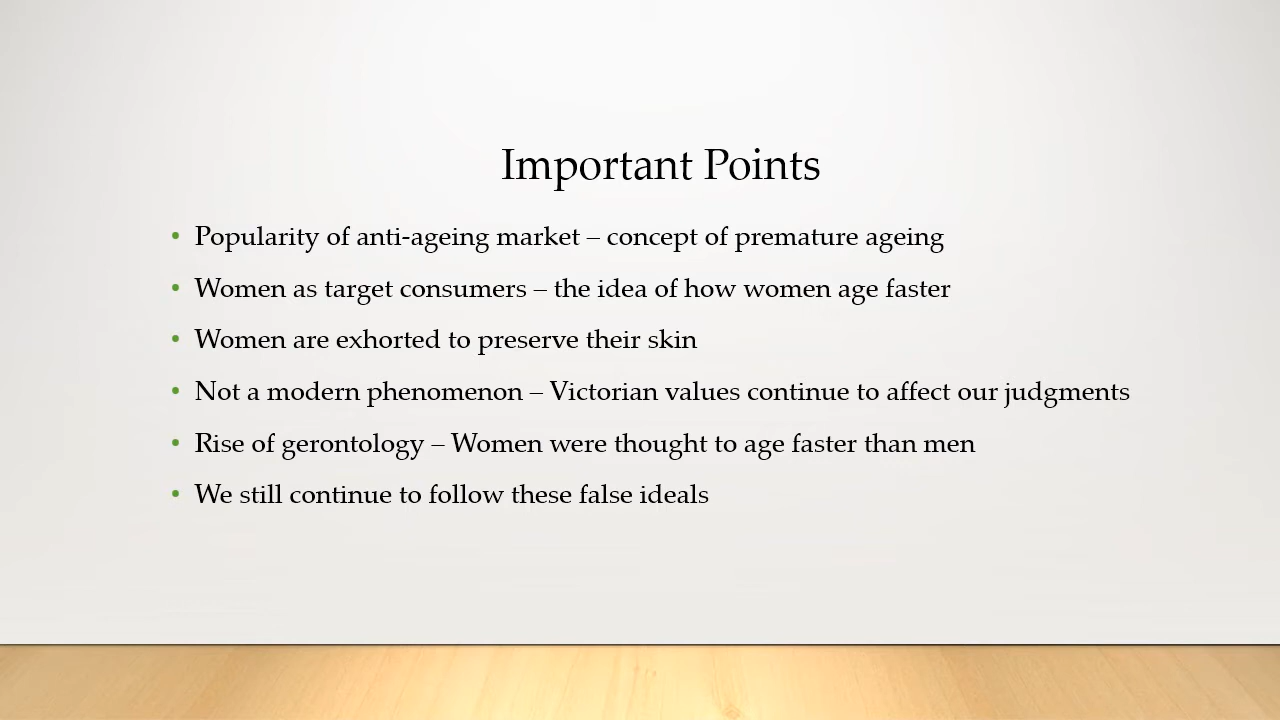 Important Points
• Popularity of anti-ageing market – concept of premature ageing
• Women as target consumers – the idea of how women age faster
• Women are exhorted to preserve their skin
• Not a modern phenomenon – Victorian values continue to affect our judgments
• Rise of gerontology – Women were thought to age faster than men
• We still continue to follow these false ideals